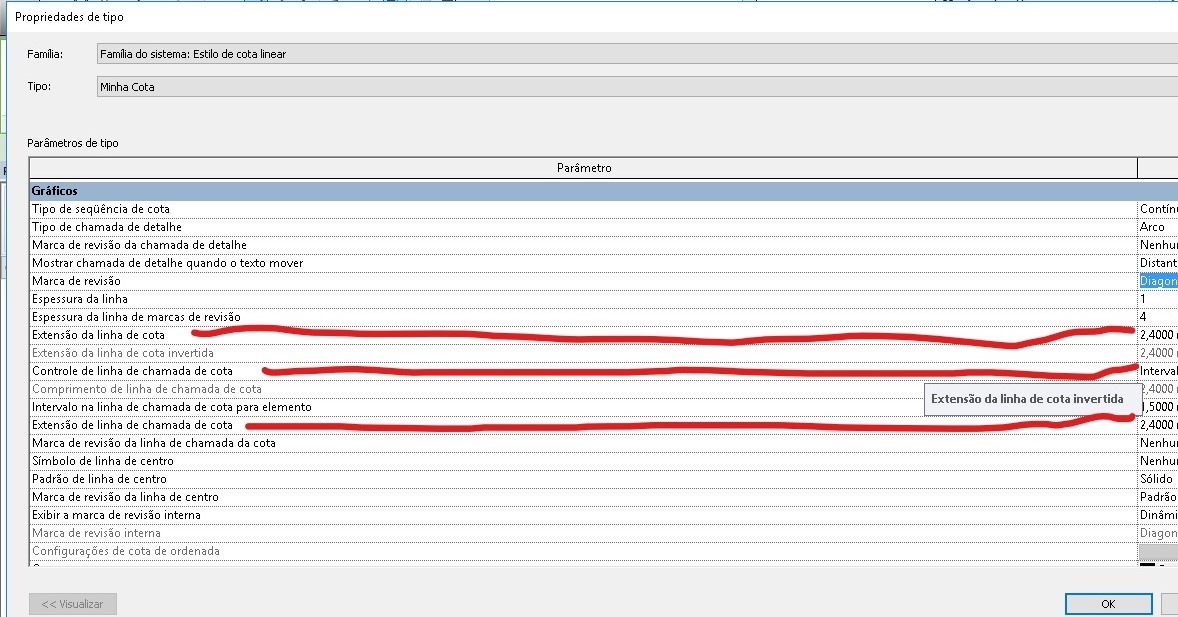 Propriedades de tipo
Família: Família do sistema: Estilo de cota linear
Tipo: Minha Cota
Parâmetros de tipo
Parâmetro
Gráficos
Tipo de seqüência de cota Contínu
Tipo de chamada de detalhe Arco
Marca de revisão da chamada de detalhe Nenhu
Mostrar chamada de detalhe quando o texto mover Distant
Marca de revisão Diagon
Espessura da linha 1
Espessura da linha de marcas de revisão 4
Extensão da linha de cota 2,4000
Extensão da linha de cota invertida 2,4000
Controle de linha de chamada de cota Interval
Comprimento de linha de chamada de cota 2,4000
Extensão da linha de cota invertida
Intervalo na linha de chamada de cota para elemento 1,5000
Extensão de linha de chamada de cota 2,4000
Marca de revisão da linha de chamada da cota Nenhu
Símbolo de linha de centro Nenhu
Padrão de linha de centro Sólido
Marca de revisão da linha de centro Padrão
Exibir a marca de revisão interna Dinâmi
Marca de revisão interna Diagon
Configurações de cota de ordenada
<< Visualizar OK